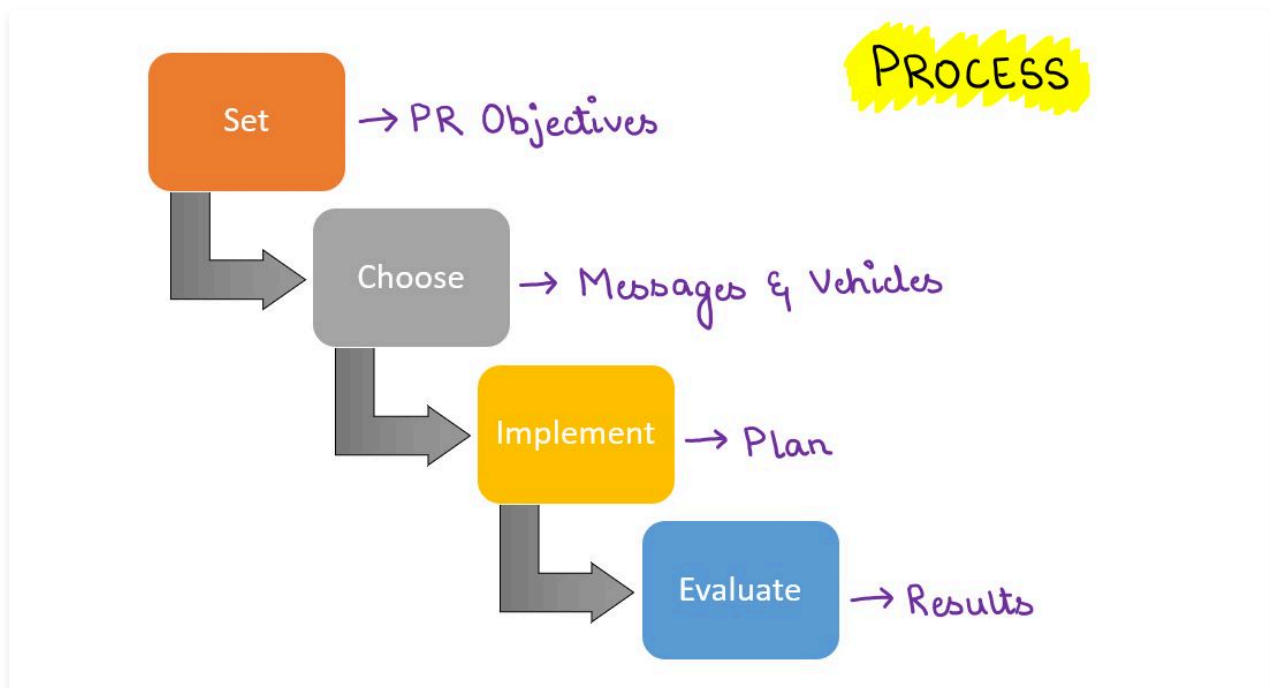 PROCESS
Set → PR Objectives
Choose → Messages & Vehicles
Implement → Plan
Evaluate → Results